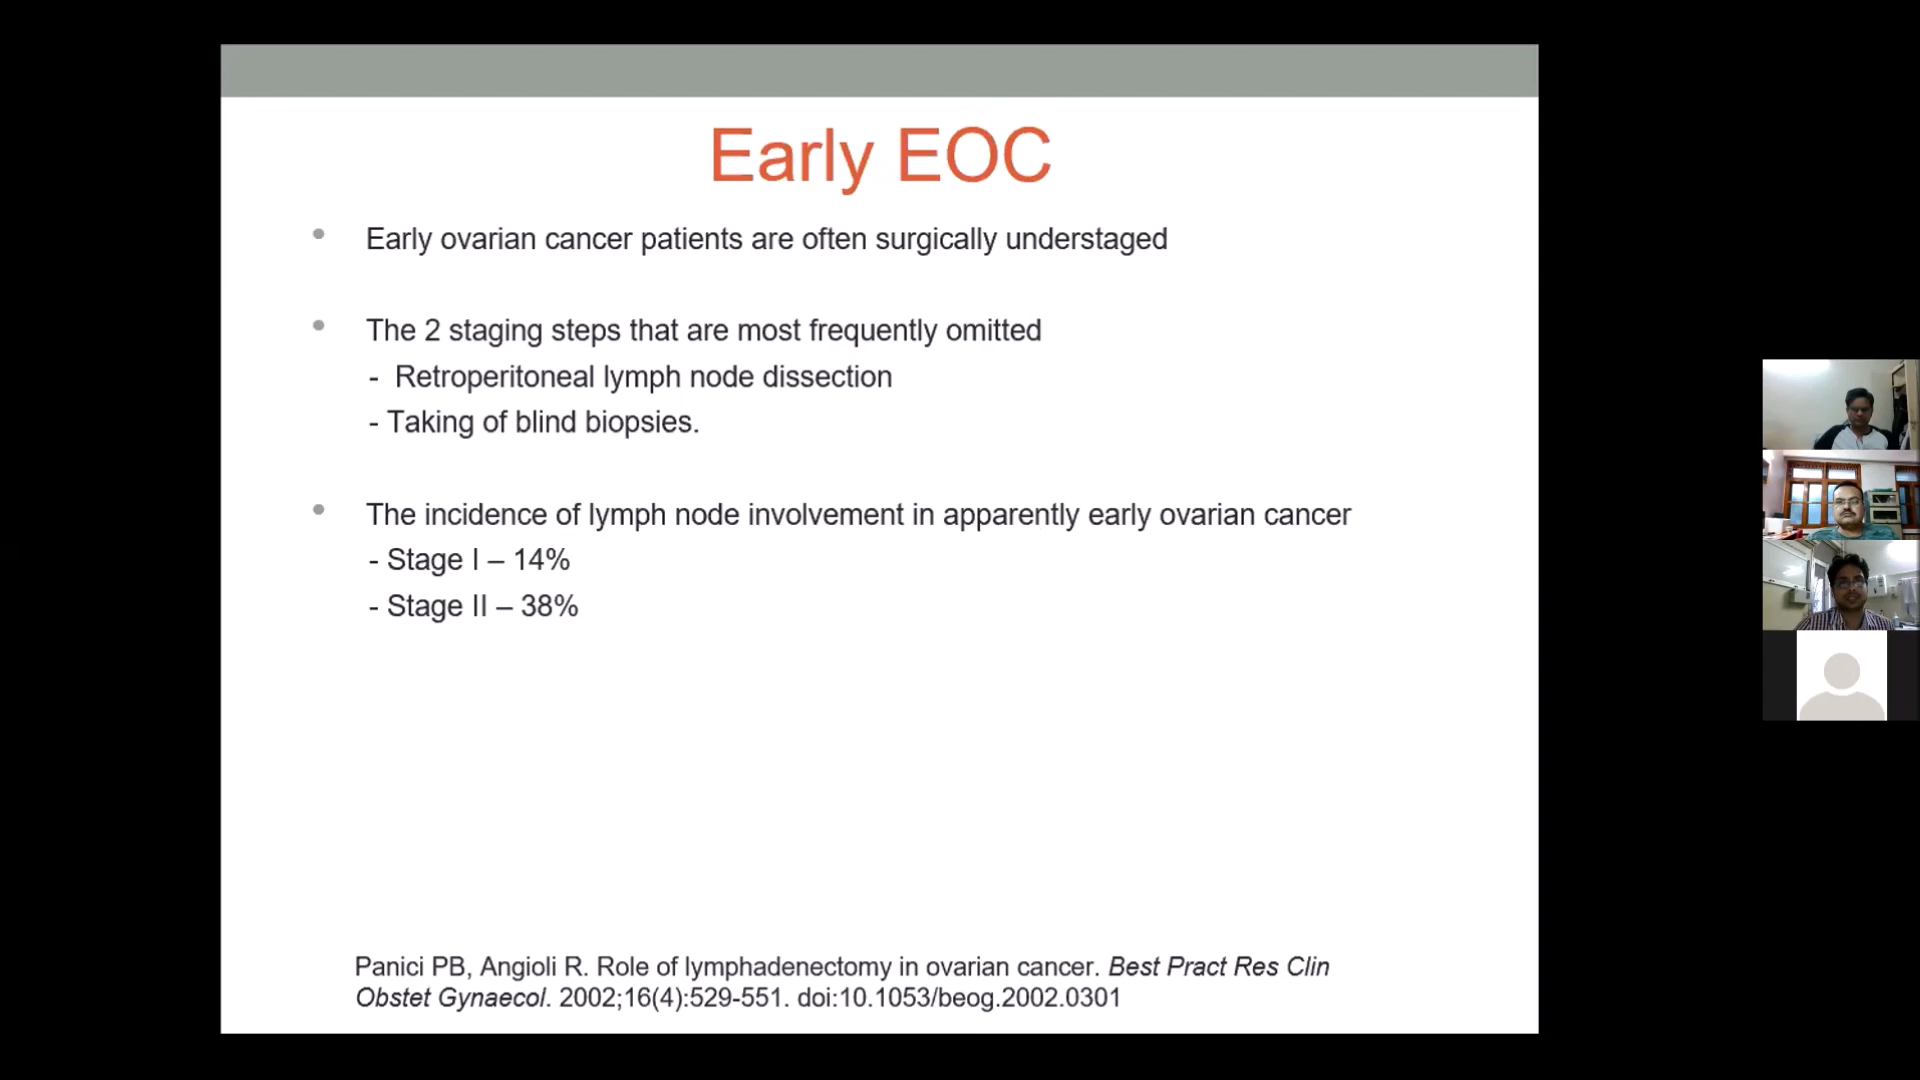 Early EOC
• Early ovarian cancer patients are often surgically understaged
• The 2 staging steps that are most frequently omitted
- Retroperitoneal lymph node dissection
- Taking of blind biopsies.
• The incidence of lymph node involvement in apparently early ovarian cancer
- Stage I – 14%
- Stage II – 38%
Panici PB, Angioli R. Role of lymphadenectomy in ovarian cancer. Best Pract Res Clin
Obstet Gynaecol. 2002;16(4):529-551. doi:10.1053/beog.2002.0301